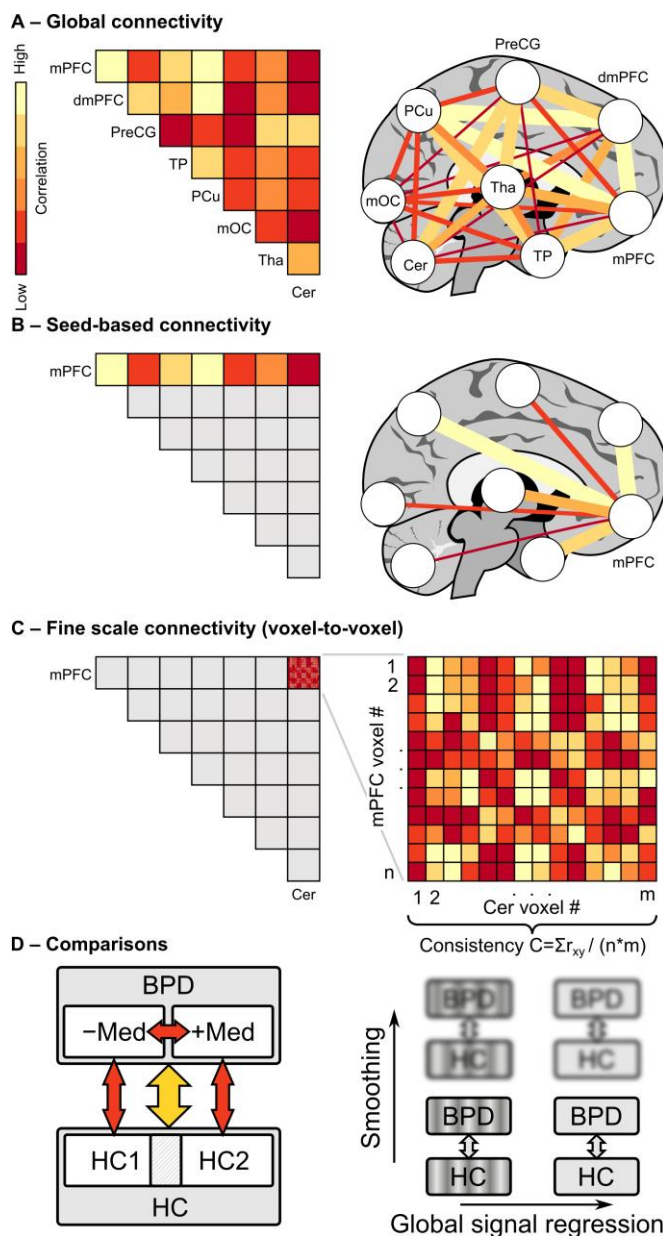 A – Global connectivity
High
Correlation
Low
mPFC
dmPFC
PreCG
TP
PCu
mOC
Tha
Cer
PreCG
dmPFC
PCu
Tha
mOC
Cer
TP
mPFC
B – Seed-based connectivity
mPFC
mPFC
C – Fine scale connectivity (voxel-to-voxel)
mPFC
Cer
mPFC voxel #
1
2
. . .
n
1 2 . . . m
Cer voxel #
Consistency C=Σrxy / (n*m)
D – Comparisons
BPD
−Med +Med
HC1 HC2
HC
Smoothing
BPD BPD
HC HC
BPD BPD
HC HC
Global signal regression